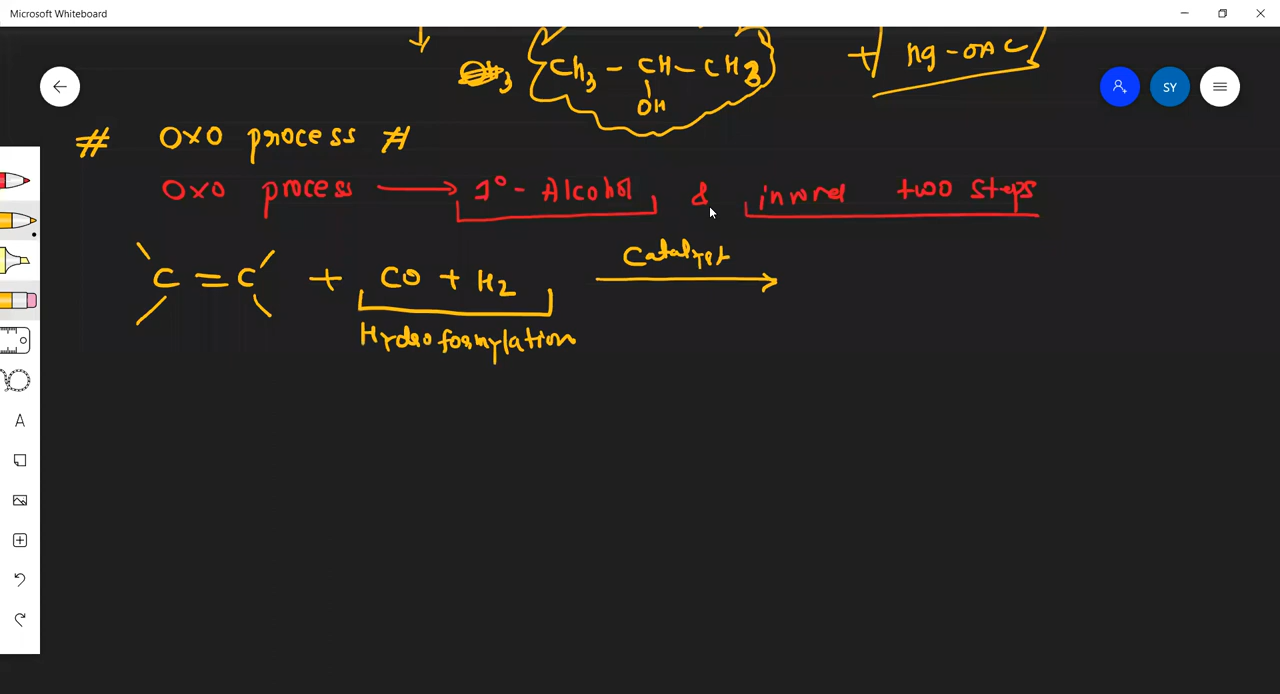 Microsoft Whiteboard
CH3 - CH - CH3
OH
+ Hg-OAC
SY
# OXO process #
OXO process → 1° - Alcohol & two steps
C = C + CO + H2 Catalyst →
Hydroformylation
A